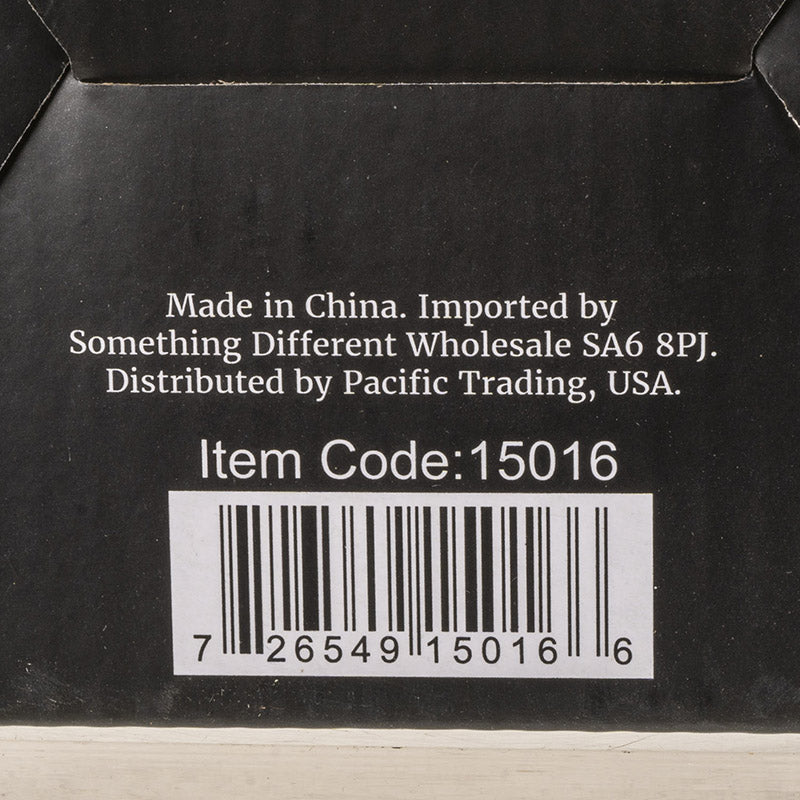 Made in China. Imported by
Something Different Wholesale SA6 8PJ.
Distributed by Pacific Trading, USA.
Item Code:15016
7 26549 15016 6